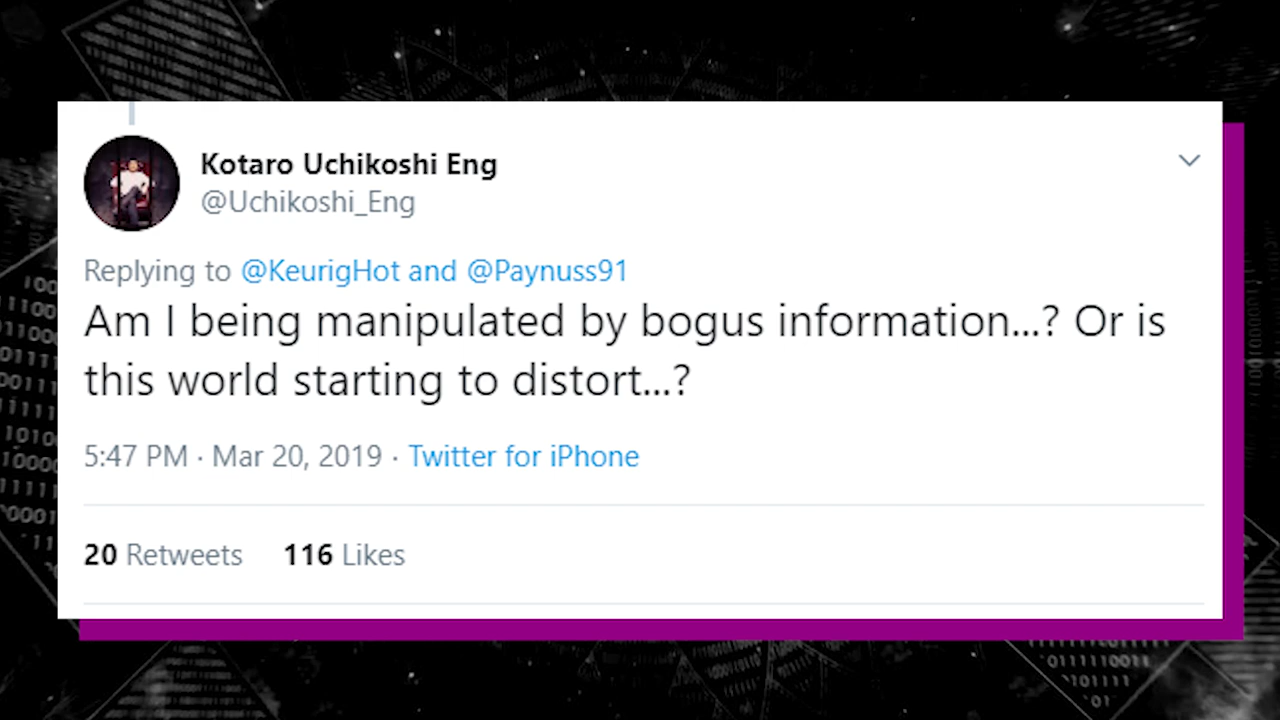 Kotaro Uchikoshi Eng
@Uchikoshi_Eng
Replying to @KeurigHot and @Paynuss91
Am I being manipulated by bogus information...? Or is
this world starting to distort...?
5:47 PM · Mar 20, 2019 · Twitter for iPhone
20 Retweets 116 Likes